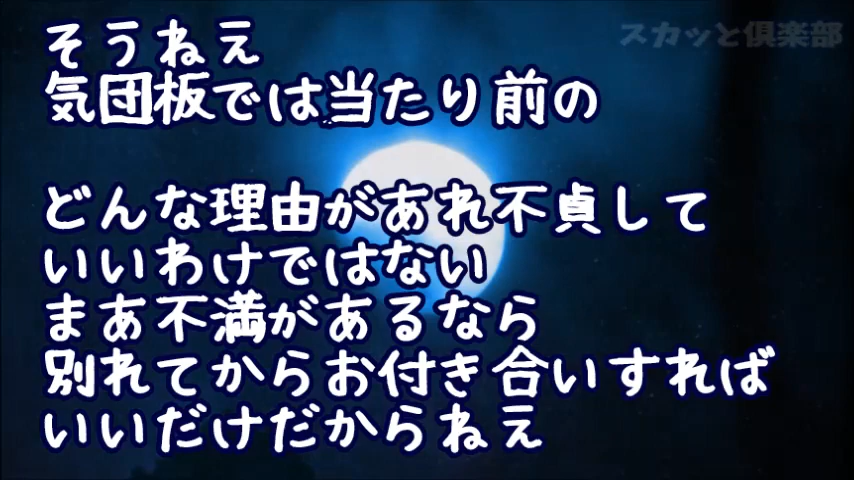 スカッと倶楽部
そうねえ
気団板では当たり前の
どんな理由があれ不貞して
いいわけではない
まあ不満があるなら
別れてからお付き合いすれば
いいだけだからねえ